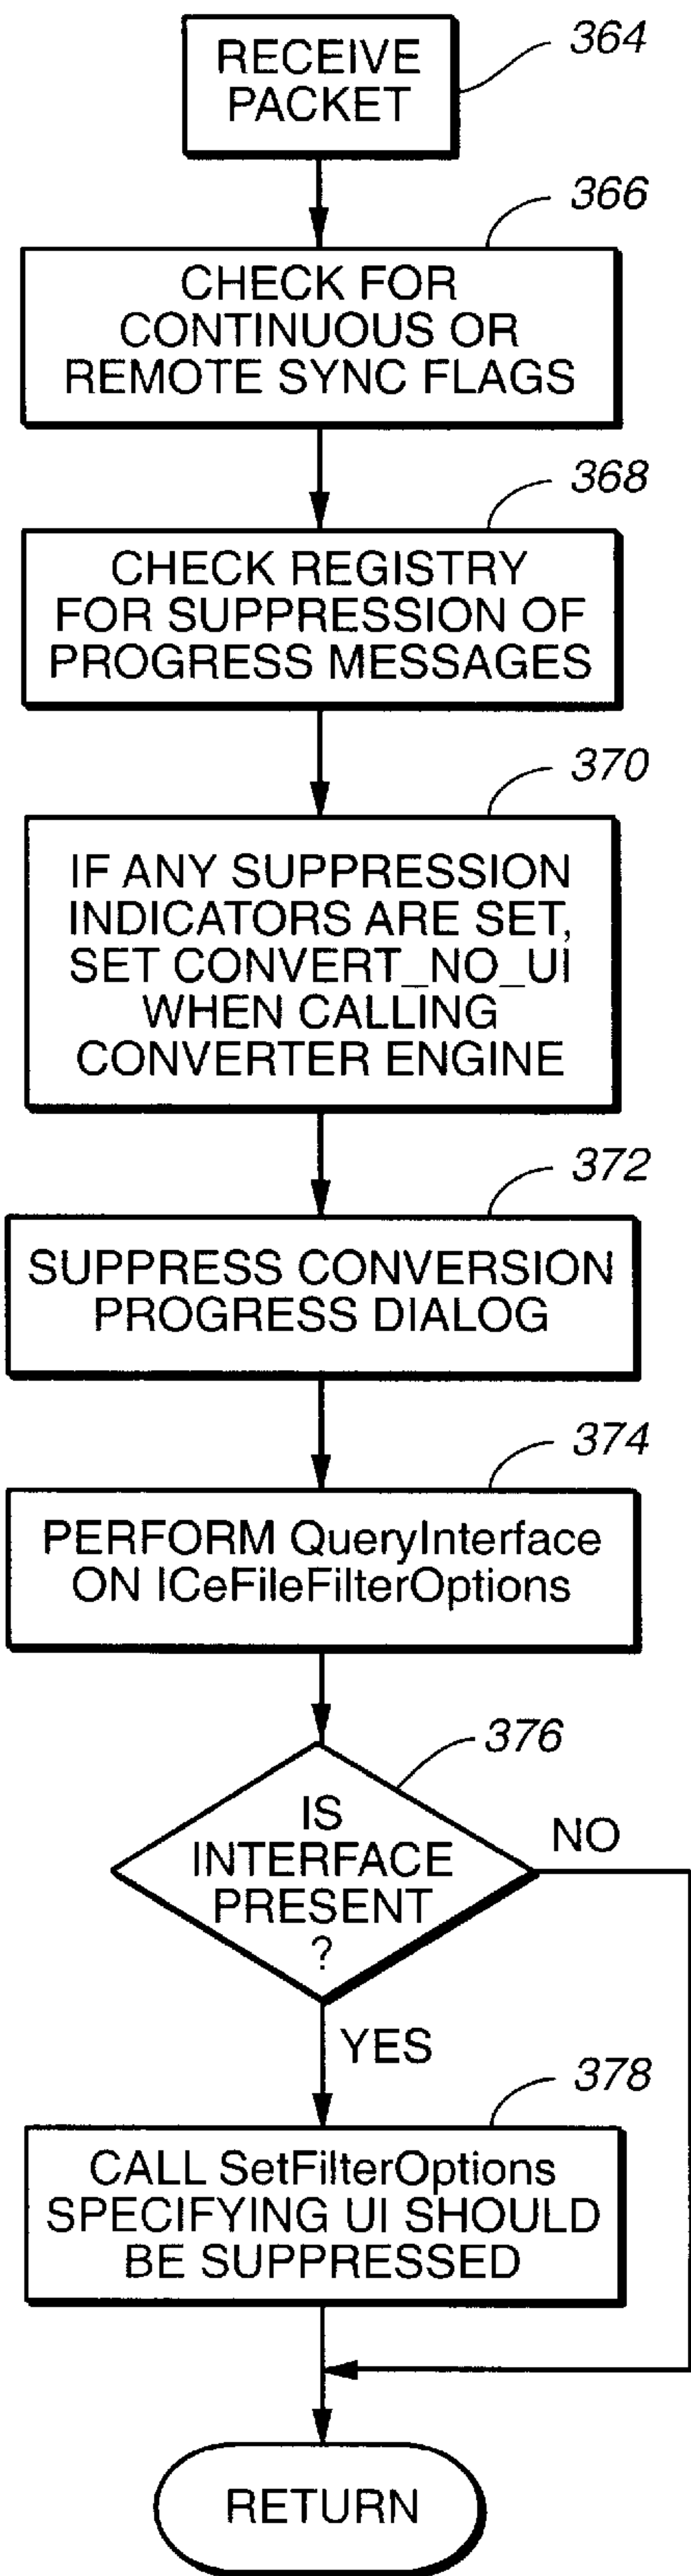 RECEIVE
PACKET
364
366
CHECK FOR
CONTINUOUS OR
REMOTE SYNC FLAGS
368
CHECK REGISTRY
FOR SUPPRESSION OF
PROGRESS MESSAGES
370
IF ANY SUPPRESSION
INDICATORS ARE SET,
SET CONVERT_NO_UI
WHEN CALLING
CONVERTER ENGINE
372
SUPPRESS CONVERSION
PROGRESS DIALOG
374
PERFORM QueryInterface
ON ICeFileFilterOptions
376
IS
INTERFACE
PRESENT
?
NO
YES
378
CALL SetFilterOptions
SPECIFYING UI SHOULD
BE SUPPRESSED
RETURN